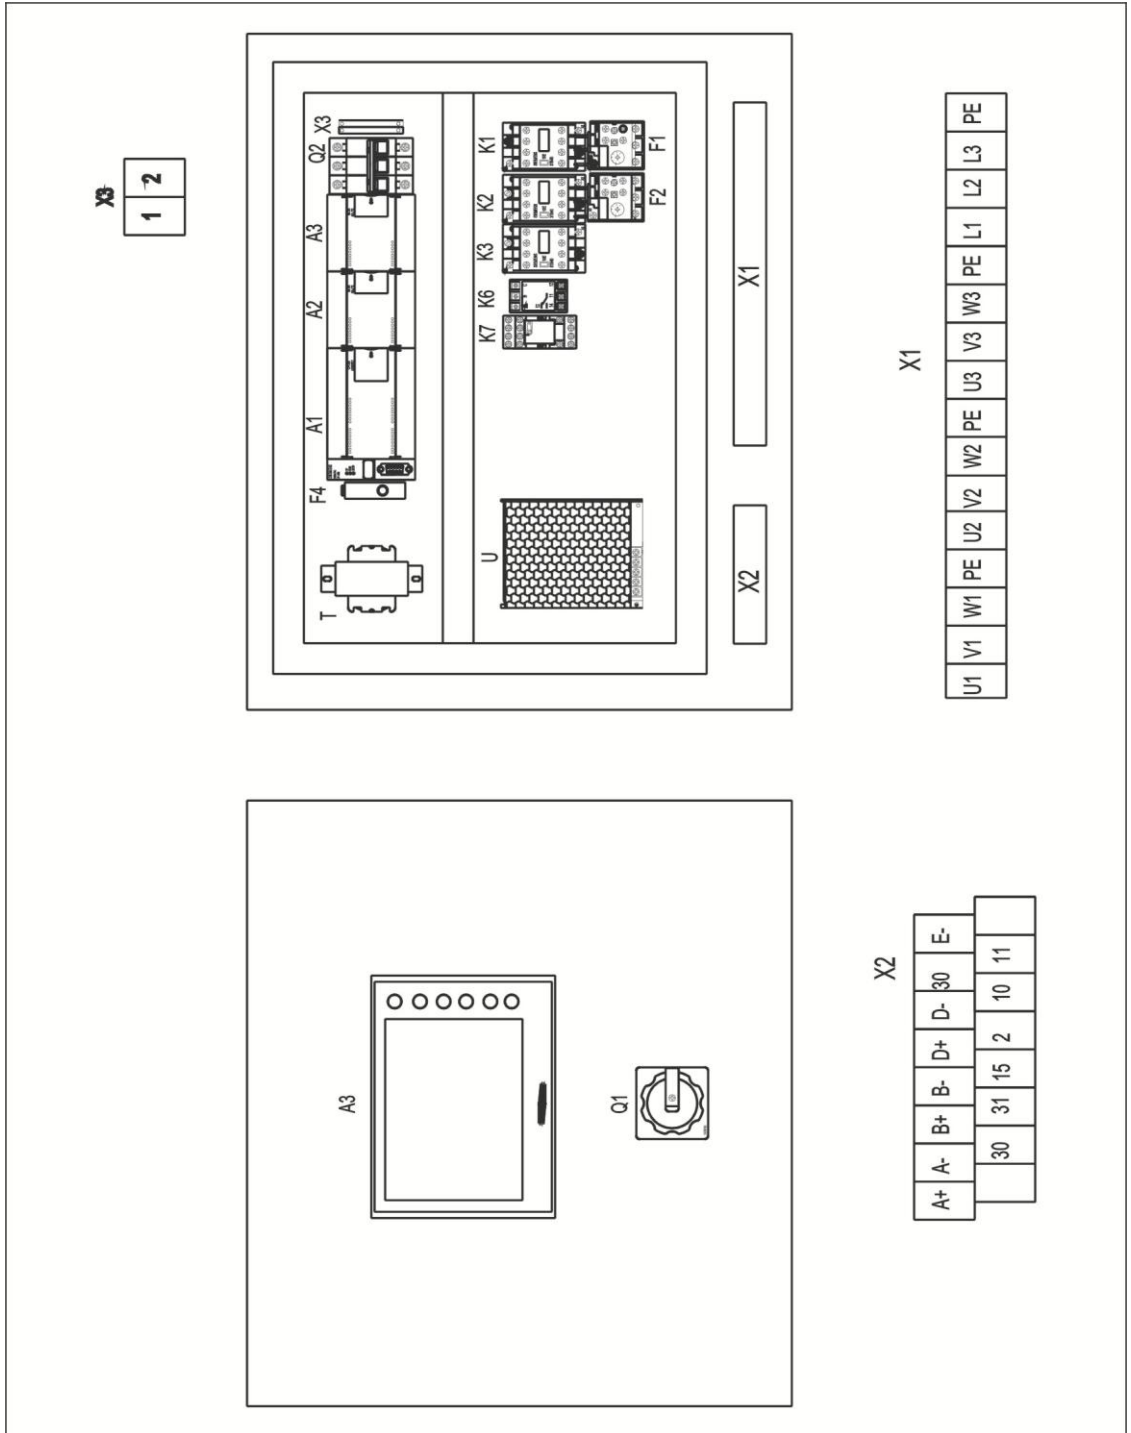 X3
1 2
T F4 A1 A2 A3 Q2 X3
U K7 K6 K3 K2 K1
F2 F1
X2 X1
X1
U1 V1 W1 PE U2 V2 W2 PE U3 V3 W3 PE L1 L2 L3 PE
A3
Q1
X2
A+ A- B+ B- D+ D- 30 E-
30 31 15 2 10 11